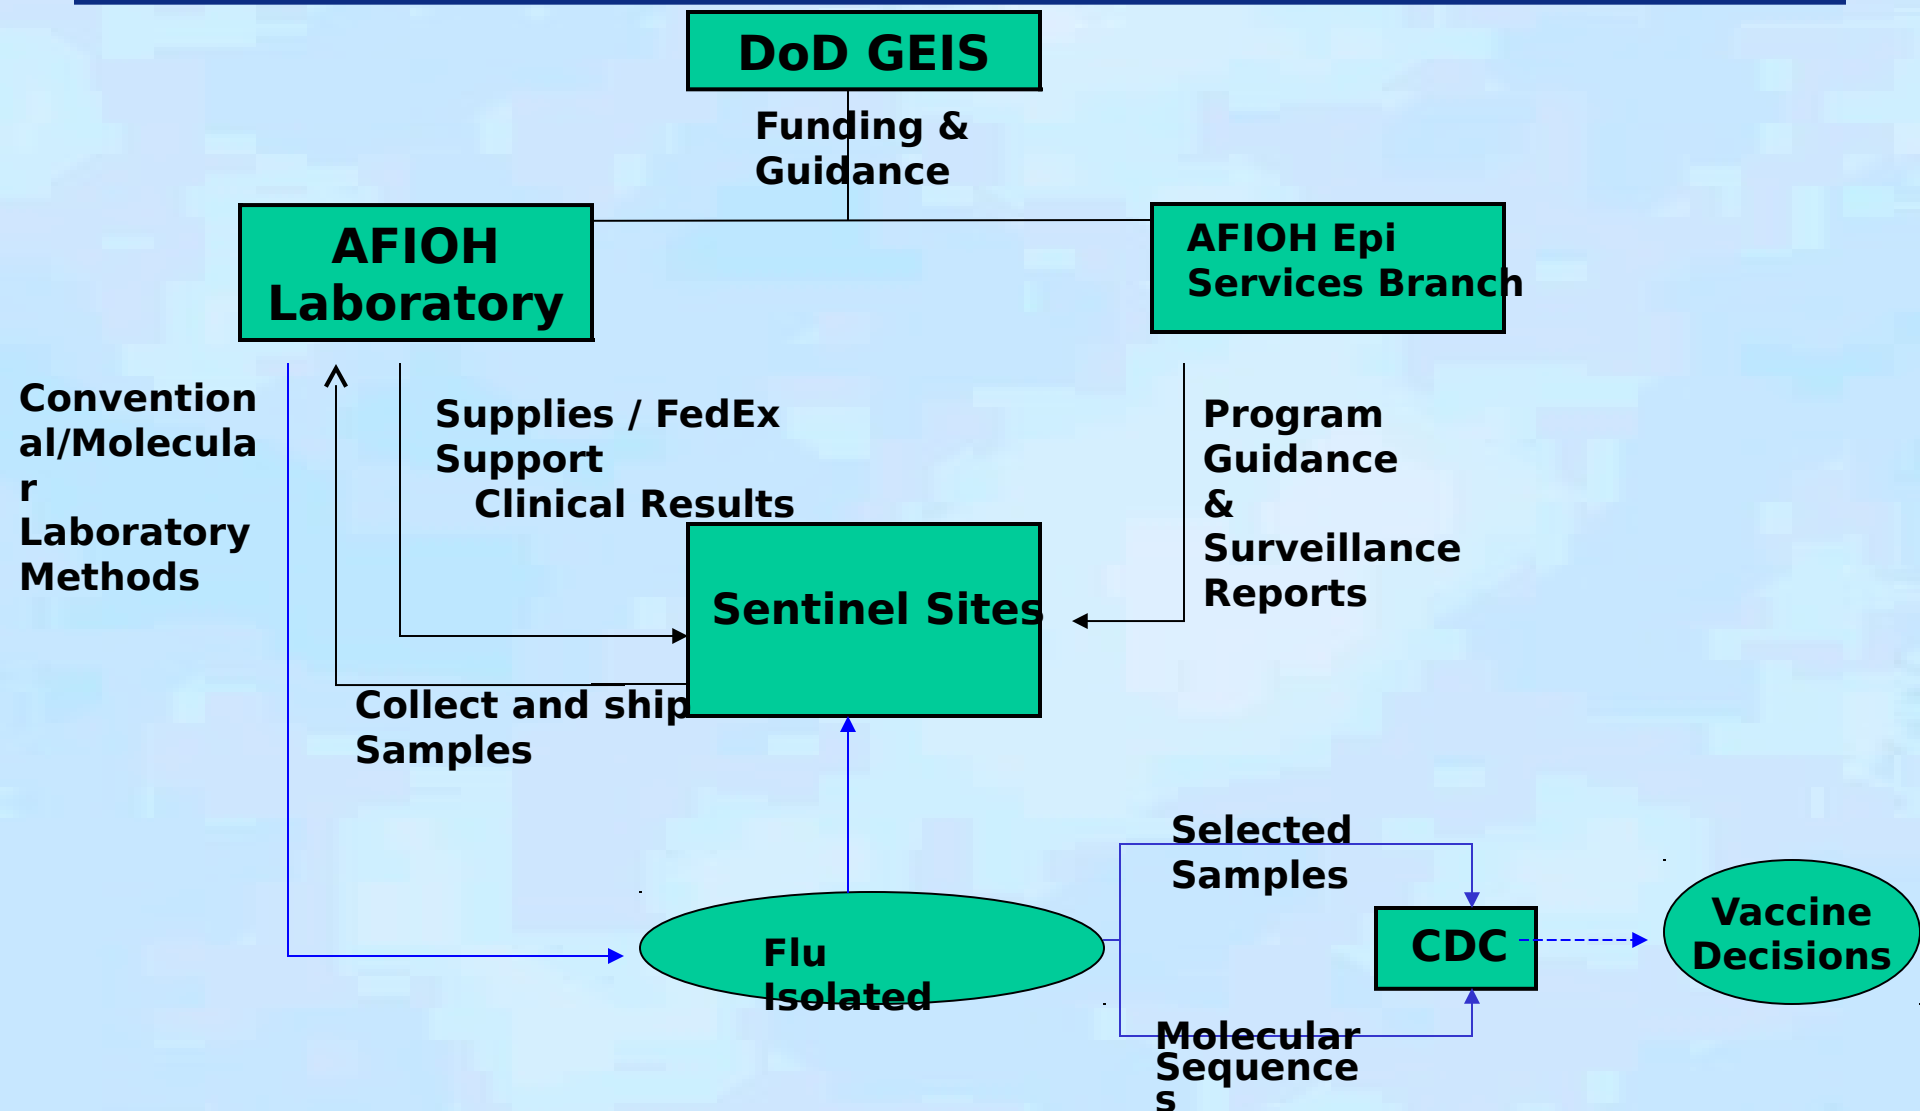 DoD GEIS
Funding &
Guidance
AFIOH
Laboratory
AFIOH Epi
Services Branch
Convention
al/Molecula
r
Laboratory
Methods
Supplies / FedEx
Support
Clinical Results
Program
Guidance
&
Surveillance
Reports
Sentinel Sites
Collect and ship
Samples
Selected
Samples
Flu
Isolated
CDC
Vaccine
Decisions
Molecular
Sequence
s